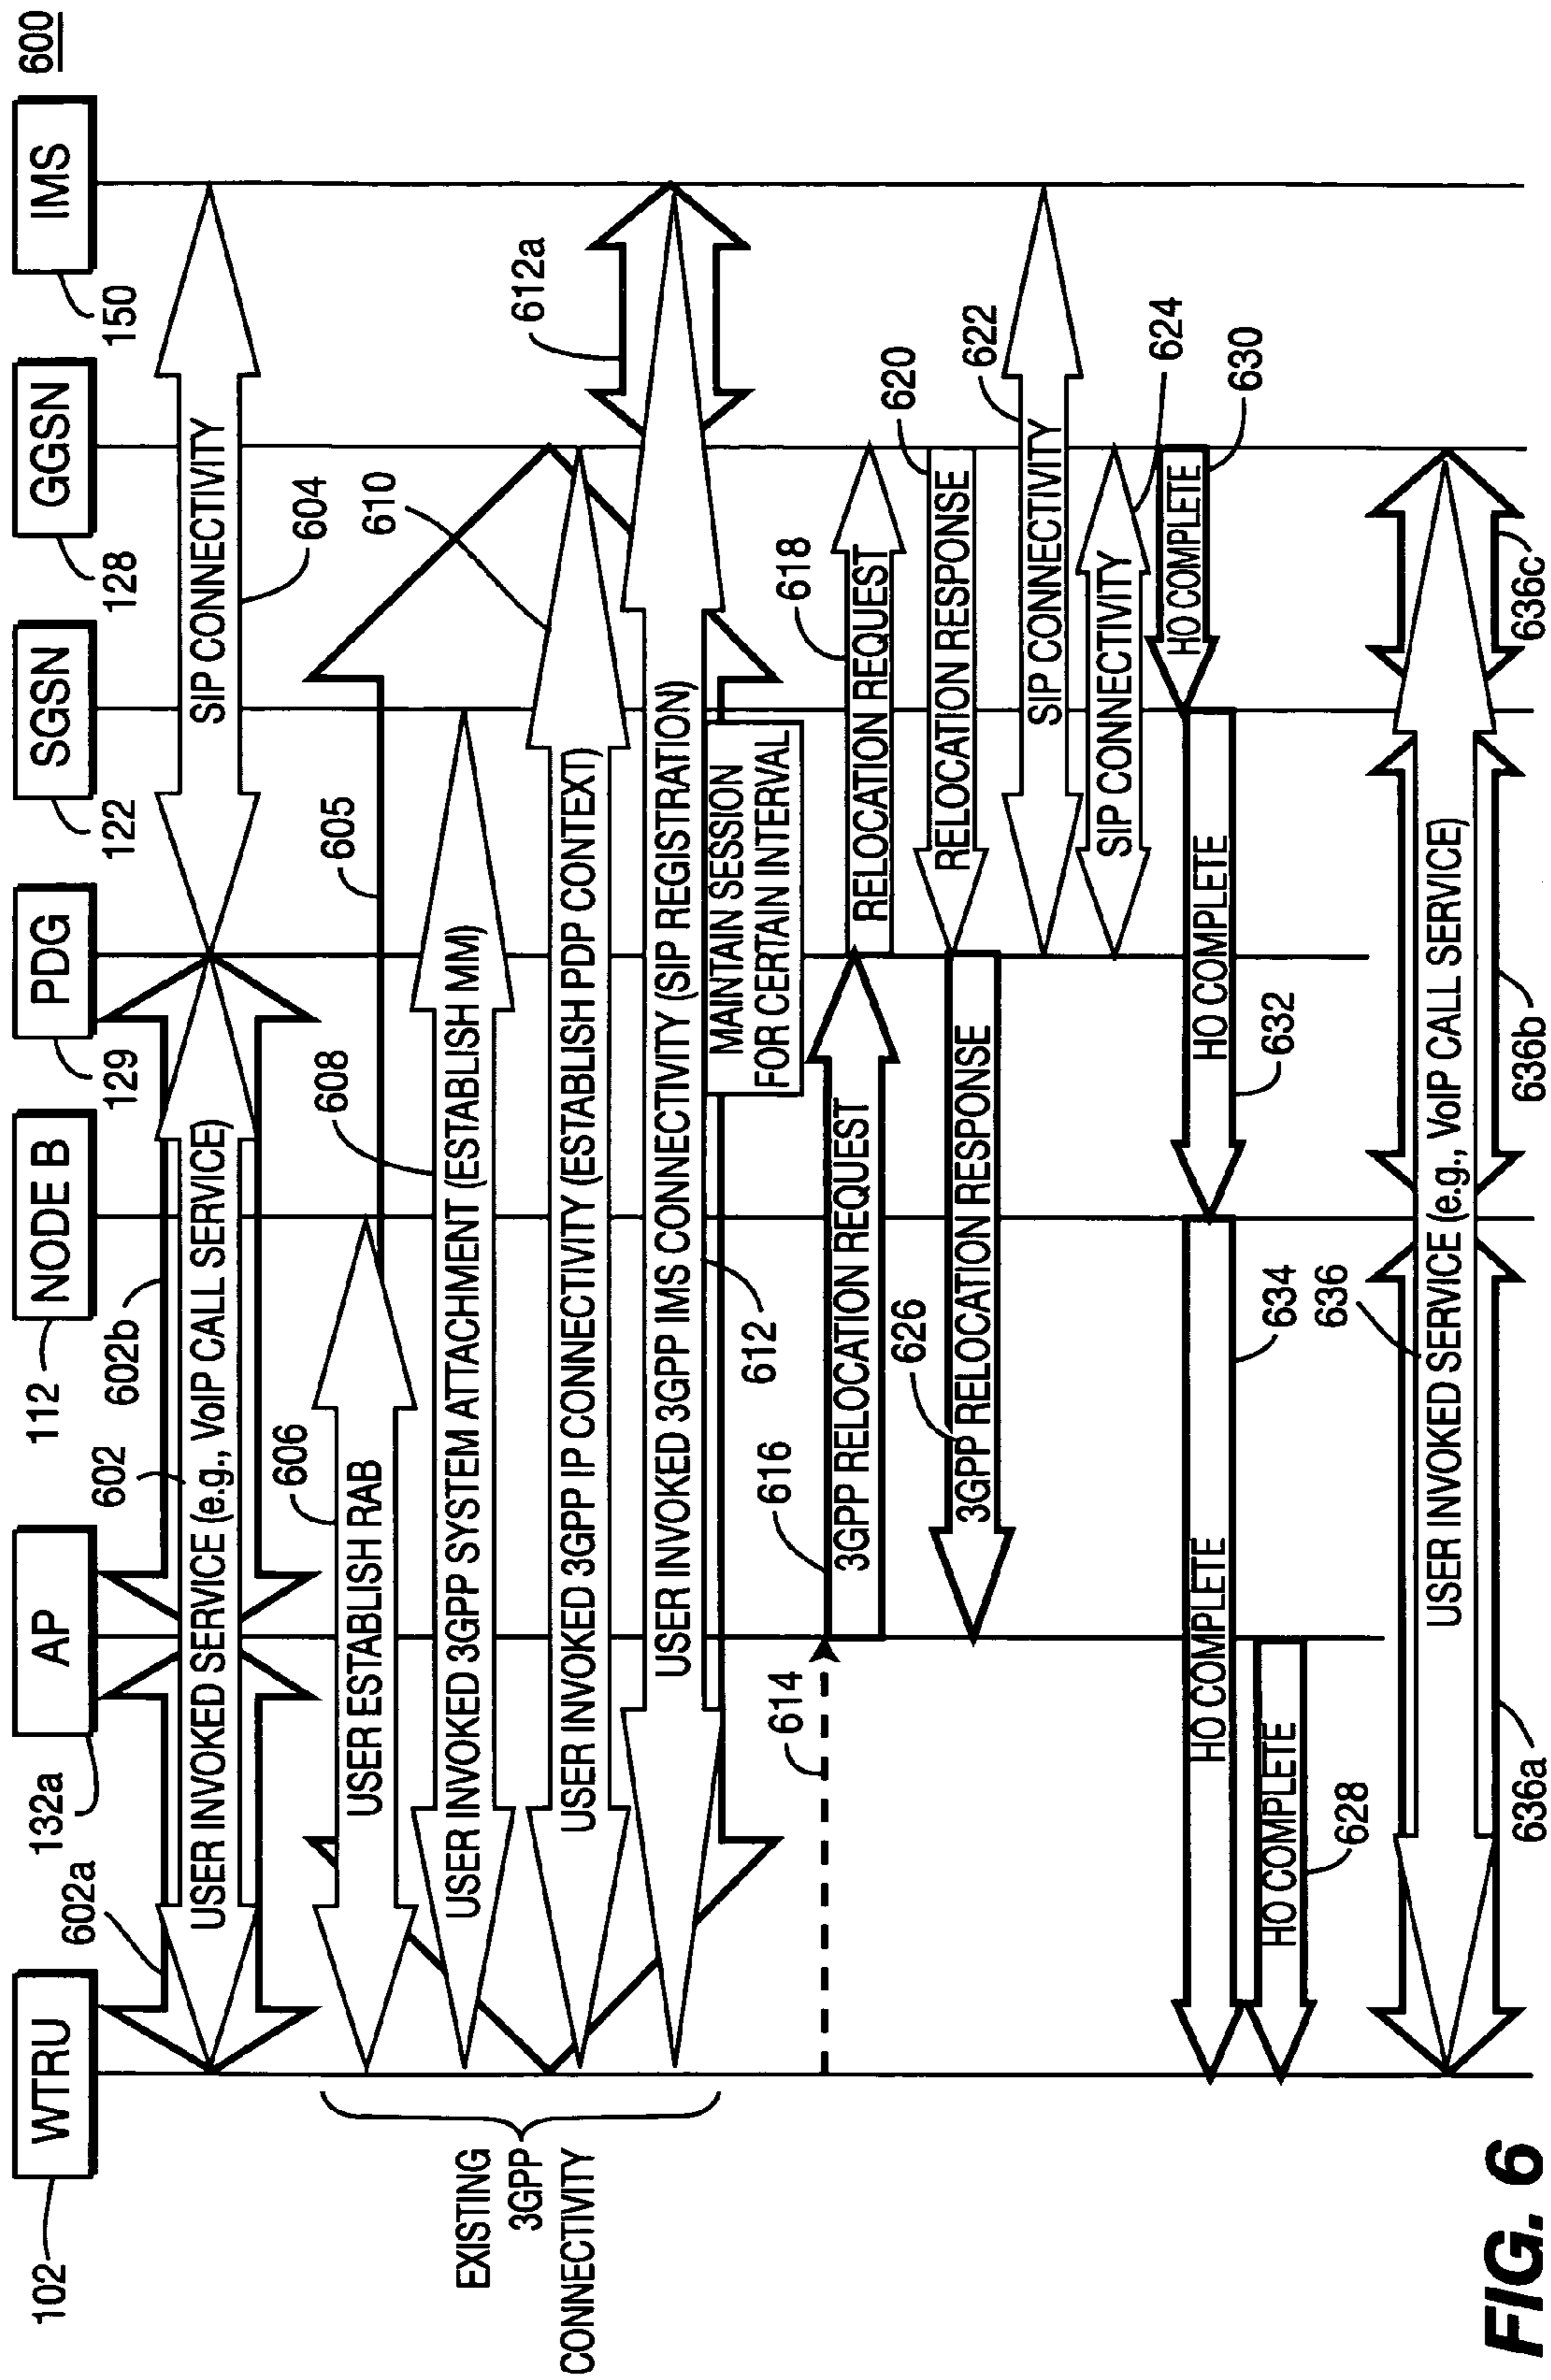 600
WTRU
AP
NODE B
PDG
SGSN
GGSN
IMS
102
132a
112
129
122
128
150
602a
602
602b
USER INVOKED SERVICE (e.g., VoIP CALL SERVICE)
SIP CONNECTIVITY
604
605
606
USER ESTABLISH RAB
608
USER INVOKED 3GPP SYSTEM ATTACHMENT (ESTABLISH MM)
610
USER INVOKED 3GPP IP CONNECTIVITY (ESTABLISH PDP CONTEXT)
612a
USER INVOKED 3GPP IMS CONNECTIVITY (SIP REGISTRATION)
612
EXISTING
3GPP
CONNECTIVITY
MAINTAIN SESSION
FOR CERTAIN INTERVAL
614
616
3GPP RELOCATION REQUEST
618
RELOCATION REQUEST
620
RELOCATION RESPONSE
626
3GPP RELOCATION RESPONSE
622
SIP CONNECTIVITY
624
SIP CONNECTIVITY
630
HO COMPLETE
HO COMPLETE
632
HO COMPLETE
634
HO COMPLETE
628
636
USER INVOKED SERVICE (e.g., VoIP CALL SERVICE)
636a
636b
636c
FIG. 6